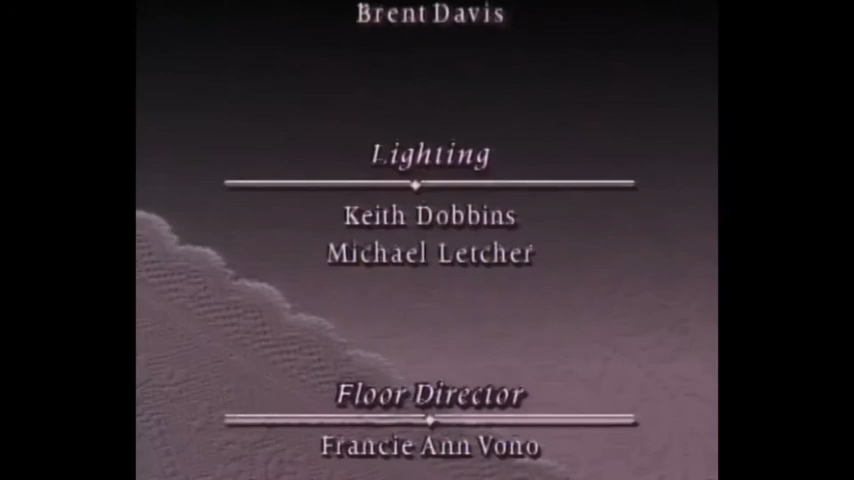 Brent Davis
Lighting
Keith Dobbins
Michael Letcher
Floor Director
Francie Ann Vono